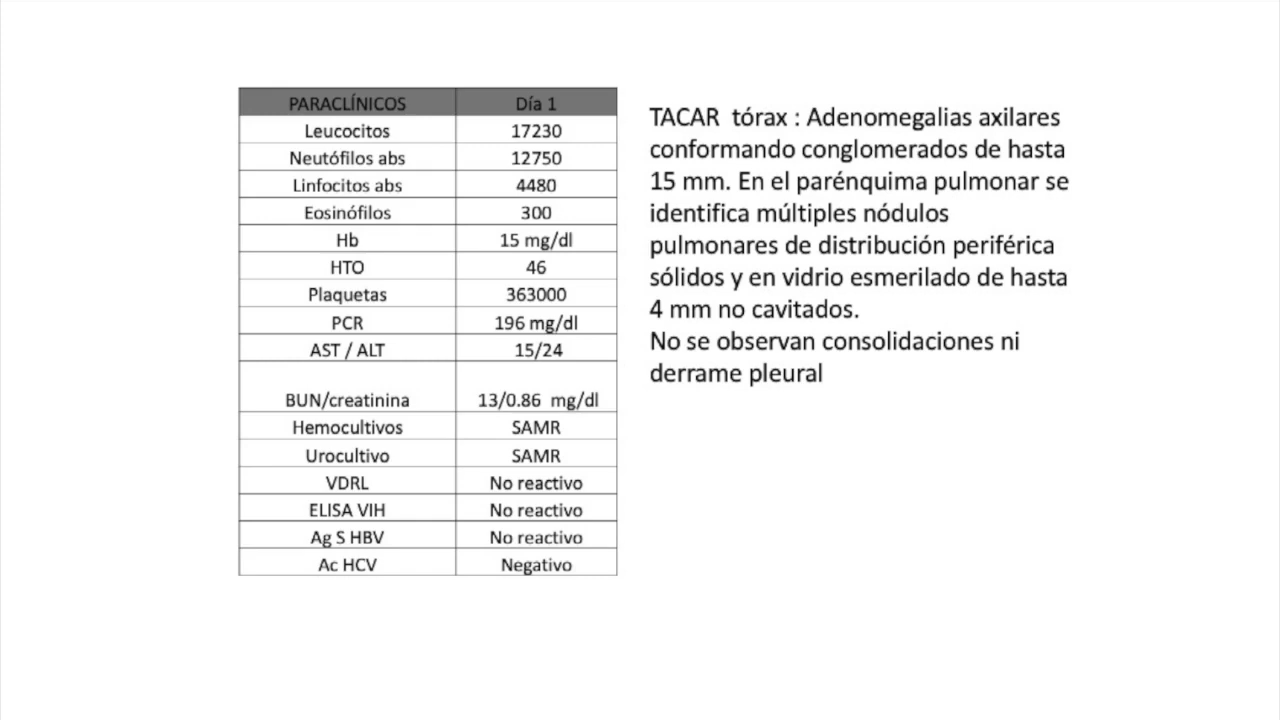 PARACLÍNICOS Día 1
Leucocitos 17230
Neutófilos abs 12750
Linfocitos abs 4480
Eosinófilos 300
Hb 15 mg/dl
HTO 46
Plaquetas 363000
PCR 196 mg/dl
AST / ALT 15/24
BUN/creatinina 13/0.86 mg/dl
Hemocultivos SAMR
Urocultivo SAMR
VDRL No reactivo
ELISA VIH No reactivo
Ag S HBV No reactivo
Ac HCV Negativo
TACAR tórax : Adenomegalias axilares
conformando conglomerados de hasta
15 mm. En el parénquima pulmonar se
identifica múltiples nódulos
pulmonares de distribución periférica
sólidos y en vidrio esmerilado de hasta
4 mm no cavitados.
No se observan consolidaciones ni
derrame pleural